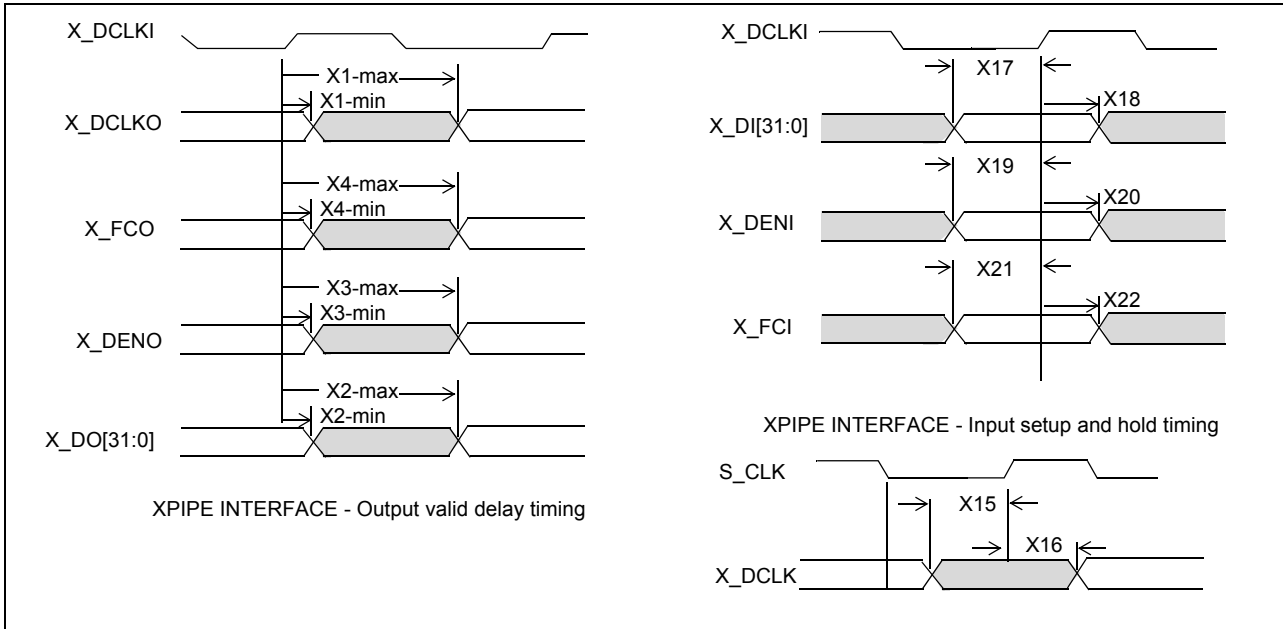 X_DCLKI
X1-max
X1-min
X_DCLKO
X4-max
X4-min
X_FCO
X3-max
X3-min
X_DENO
X2-max
X2-min
X_DO[31:0]
XPIPE INTERFACE - Output valid delay timing
X_DCLKI
X17
X18
X_DI[31:0]
X19
X20
X_DENI
X21
X22
X_FCI
XPIPE INTERFACE - Input setup and hold timing
S_CLK
X15
X16
X_DCLK